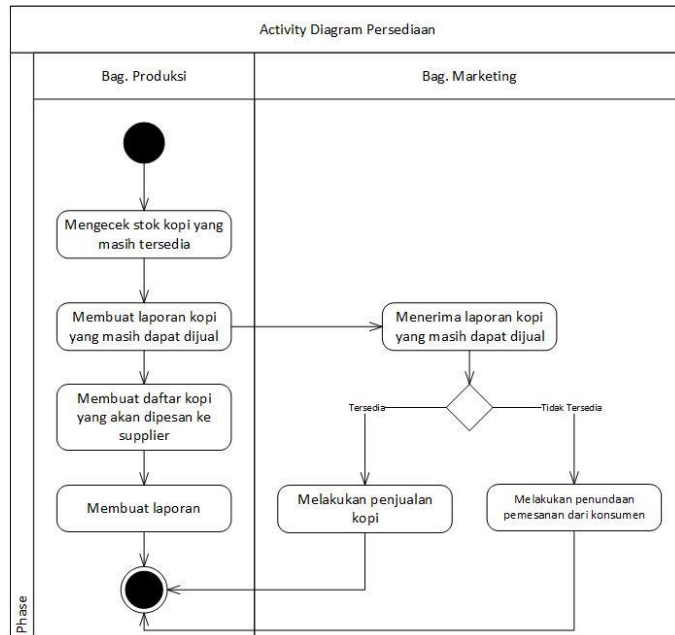 Activity Diagram Persediaan
Bag. Produksi
Bag. Marketing
Mengecek stok kopi yang
masih tersedia
Membuat laporan kopi
yang masih dapat dijual
Menerima laporan kopi
yang masih dapat dijual
Membuat daftar kopi
yang akan dipesan ke
supplier
Tersedia
Tidak Tersedia
Membuat laporan
Melakukan penjualan
kopi
Melakukan penundaan
pemesanan dari konsumen
Phase